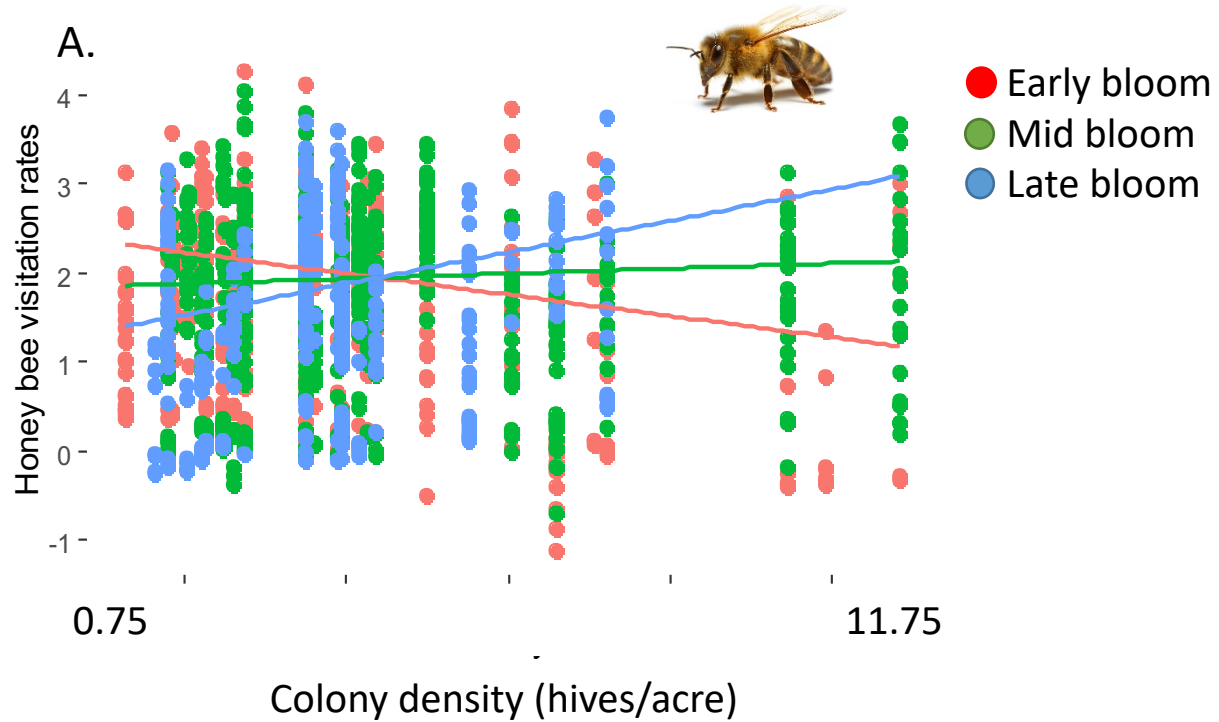 A.
Early bloom
Mid bloom
Late bloom
Honey bee visitation rates
4
3
2
1
0
-1
0.75
11.75
Colony density (hives/acre)